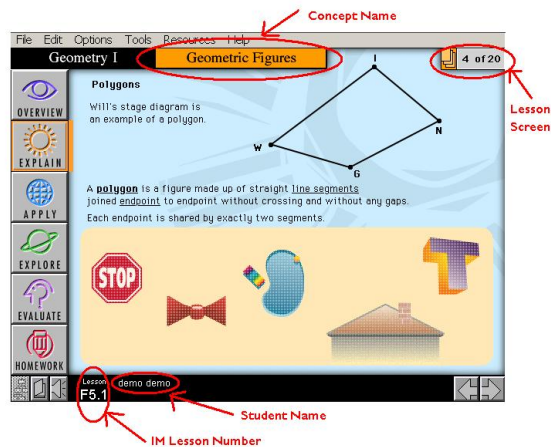 Concept Name
File Edit Options Tools Resources Help
Geometry I
Geometric Figures
4 of 20
Lesson
Screen
OVERVIEW
EXPLAIN
APPLY
EXPLORE
EVALUATE
HOMEWORK
Polygons
Will's stage diagram is
an example of a polygon.
I
W
N
G
A polygon is a figure made up of straight line segments
joined endpoint to endpoint without crossing and without any gaps.
Each endpoint is shared by exactly two segments.
STOP
Lesson
F5.1
demo demo
Student Name
IM Lesson Number